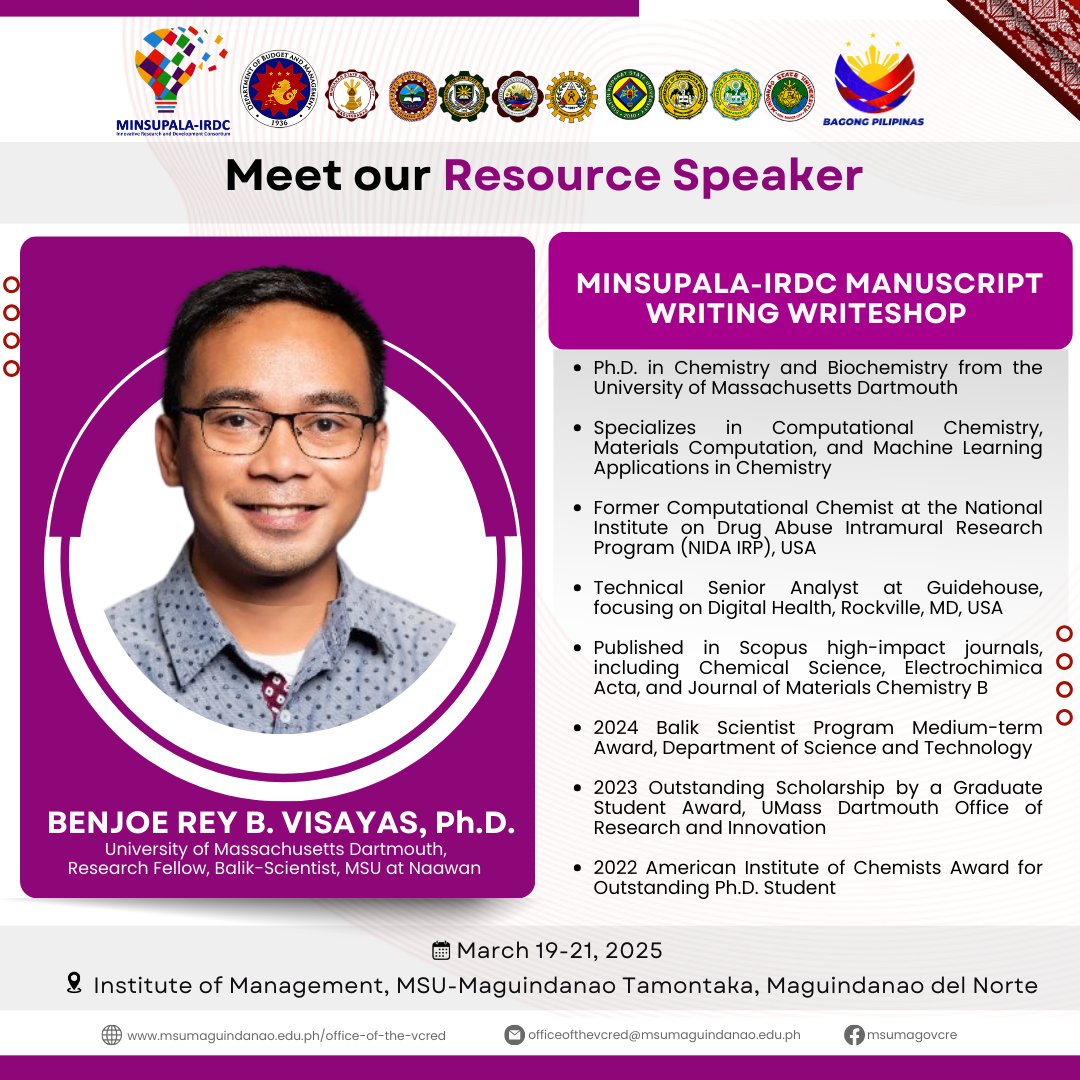 MINSUPALA-IRDC
Innovative Research and Development Consortium
DEPARTMENT OF BUDGET AND MANAGEMENT
1936
BAGONG PILIPINAS
Meet our Resource Speaker
BENJOE REY B. VISAYAS, Ph.D.
University of Massachusetts Dartmouth,
Research Fellow, Balik-Scientist, MSU at Naawan
MINSUPALA-IRDC MANUSCRIPT
WRITING WRITESHOP
• Ph.D. in Chemistry and Biochemistry from the
University of Massachusetts Dartmouth
• Specializes in Computational Chemistry,
Materials Computation, and Machine Learning
Applications in Chemistry
• Former Computational Chemist at the National
Institute on Drug Abuse Intramural Research
Program (NIDA IRP), USA
• Technical Senior Analyst at Guidehouse,
focusing on Digital Health, Rockville, MD, USA
• Published in Scopus high-impact journals,
including Chemical Science, Electrochimica
Acta, and Journal of Materials Chemistry B
• 2024 Balik Scientist Program Medium-term
Award, Department of Science and Technology
• 2023 Outstanding Scholarship by a Graduate
Student Award, UMass Dartmouth Office of
Research and Innovation
• 2022 American Institute of Chemists Award for
Outstanding Ph.D. Student
March 19-21, 2025
Institute of Management, MSU-Maguindanao Tamontaka, Maguindanao del Norte
www.msumaguindanao.edu.ph/office-of-the-vcred
officeofthevcred@msumaguindanao.edu.ph
msumagovcre